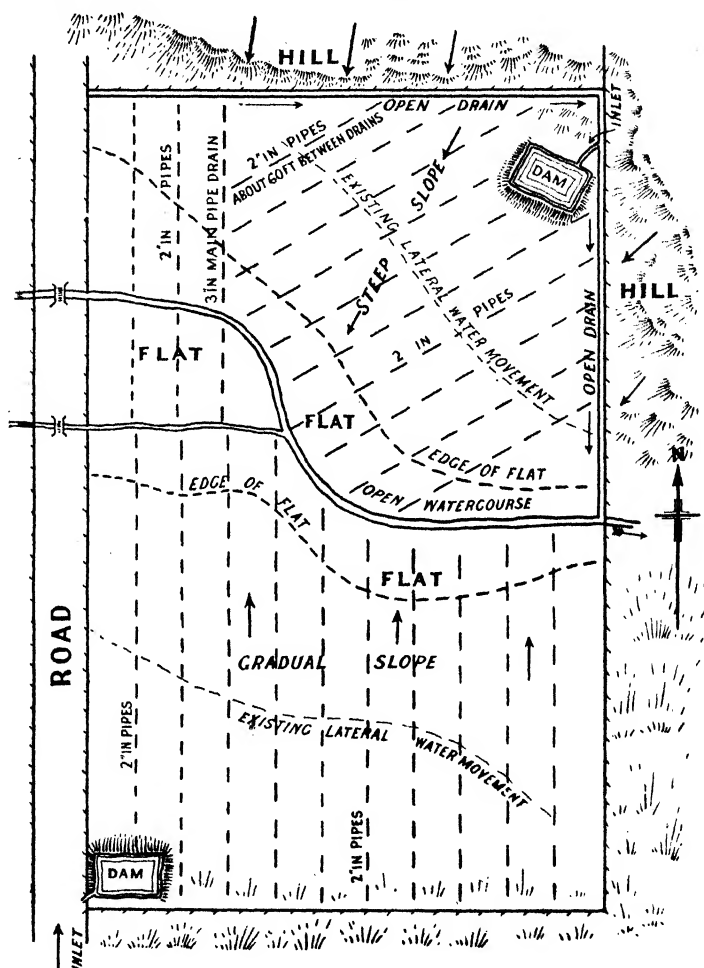 HILL
OPEN DRAIN
INLET
2" IN PIPES
ABOUT 60 FT BETWEEN DRAINS
2" IN PIPES
3 IN MAIN PIPE DRAIN
SLOPE
DAM
EXISTING LATERAL WATER MOVEMENT
STEEP
HILL
2 IN PIPES
OPEN DRAIN
FLAT
FLAT
EDGE OF FLAT
N
EDGE OF FLAT
OPEN WATERCOURSE
FLAT
ROAD
GRADUAL SLOPE
EXISTING LATERAL WATER MOVEMENT
2" IN PIPES
2" IN PIPES
DAM
INLET